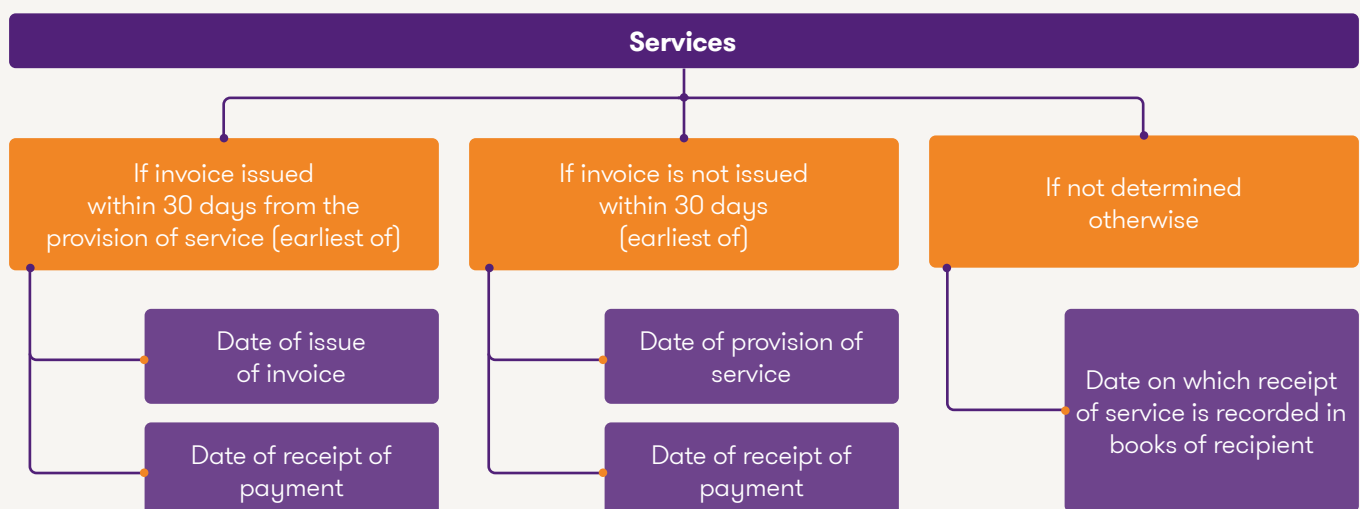 Services
If invoice issued
within 30 days from the
provision of service (earliest of)
Date of issue
of invoice
Date of receipt of
payment
If invoice is not issued
within 30 days
(earliest of)
Date of provision of
service
Date of receipt of
payment
If not determined
otherwise
Date on which receipt
of service is recorded in
books of recipient